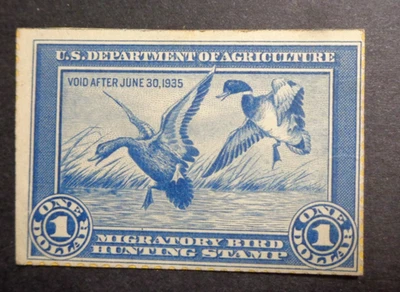 U.S. DEPARTMENT OF AGRICULTURE
VOID AFTER JUNE 30, 1935
ONE
1
DOLLAR
MIGRATORY BIRD
HUNTING STAMP
ONE
1
DOLLAR